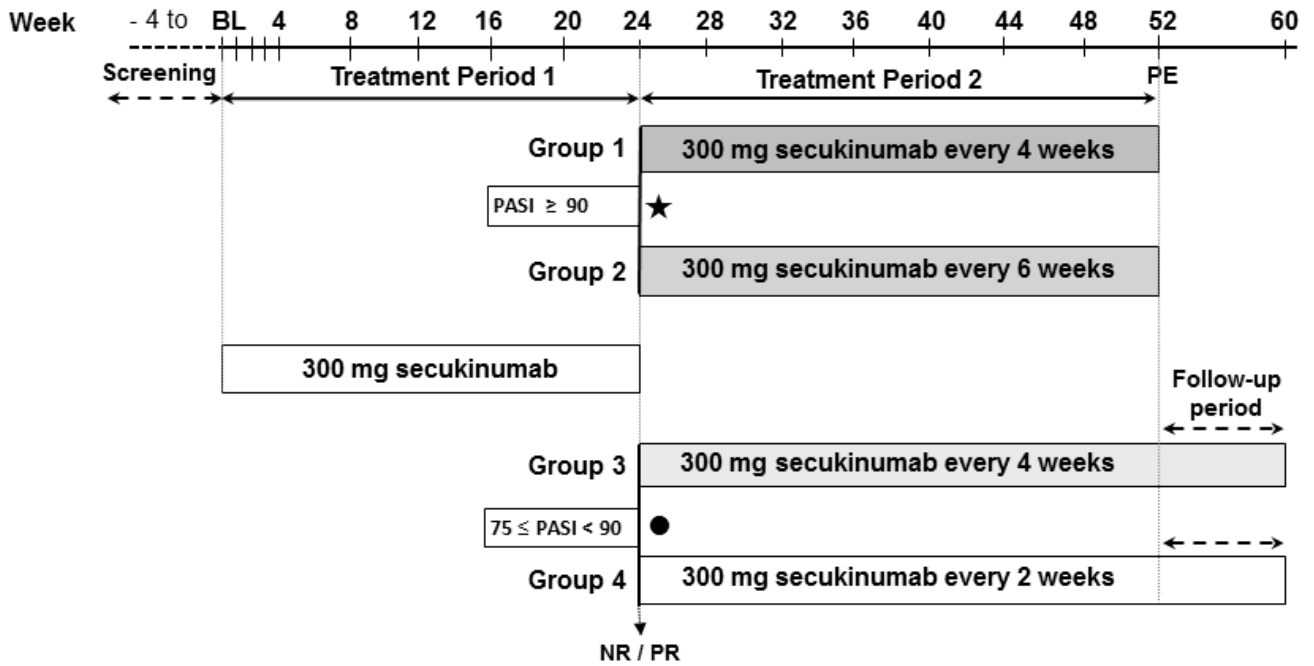 Week - 4 to BL 4 8 12 16 20 24 28 32 36 40 44 48 52 60
Screening Treatment Period 1 Treatment Period 2 PE
Group 1 300 mg secukinumab every 4 weeks
PASI ≥ 90 ★
Group 2 300 mg secukinumab every 6 weeks
300 mg secukinumab
Follow-up
period
Group 3 300 mg secukinumab every 4 weeks
75 ≤ PASI < 90 ●
Group 4 300 mg secukinumab every 2 weeks
NR / PR